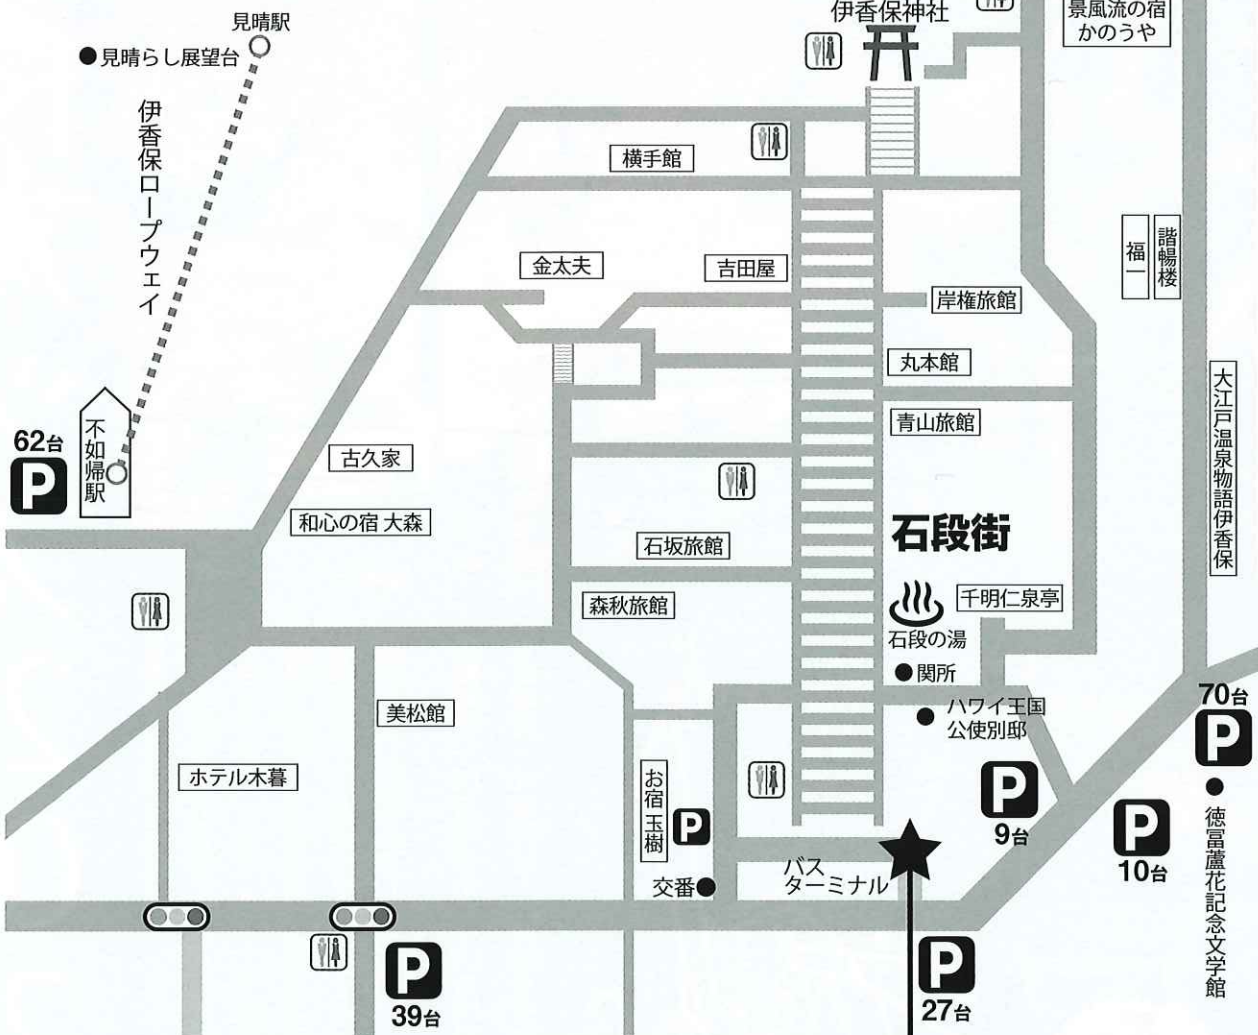 見晴駅
見晴らし展望台
伊香保ロープウェイ
伊香保神社
景風流の宿
かのうや
横手館
金太夫
吉田屋
福一
諧暢楼
岸権旅館
丸本館
青山旅館
大江戸温泉物語伊香保
62台
P
不如帰駅
古久家
和心の宿 大森
石坂旅館
石段街
森秋旅館
千明仁泉亭
石段の湯
関所
ハワイ王国
公使別邸
美松館
ホテル木暮
お宿 玉樹
P
交番
バス
ターミナル
P
9台
P
10台
70台
P
徳冨蘆花記念文学館
P
39台
P
27台